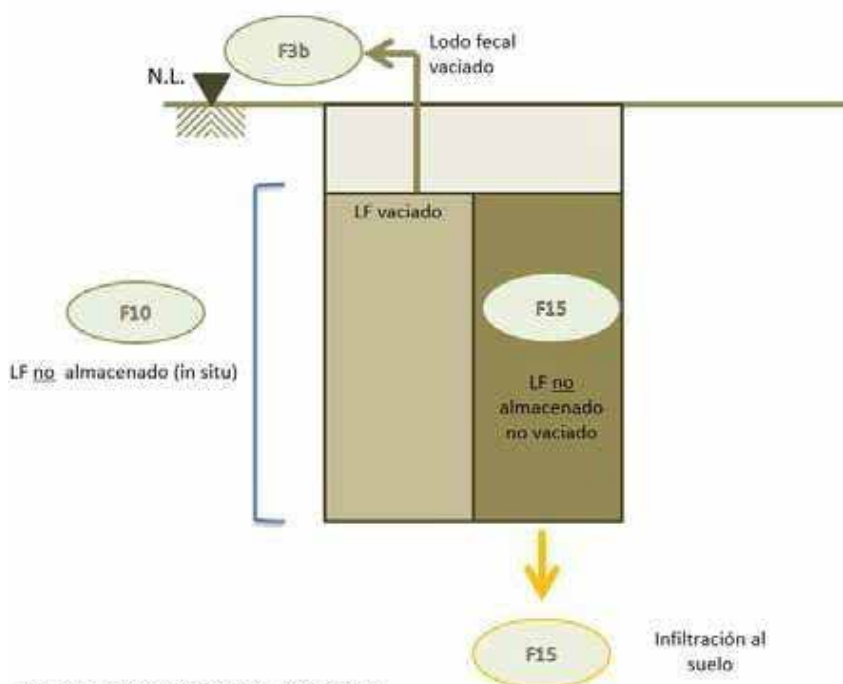 F3b
Lodo fecal
vaciado
N.L.
LF vaciado
F10
LF no almacenado (in situ)
F15
LF no
almacenado
no vaciado
F15
Infiltración al
suelo